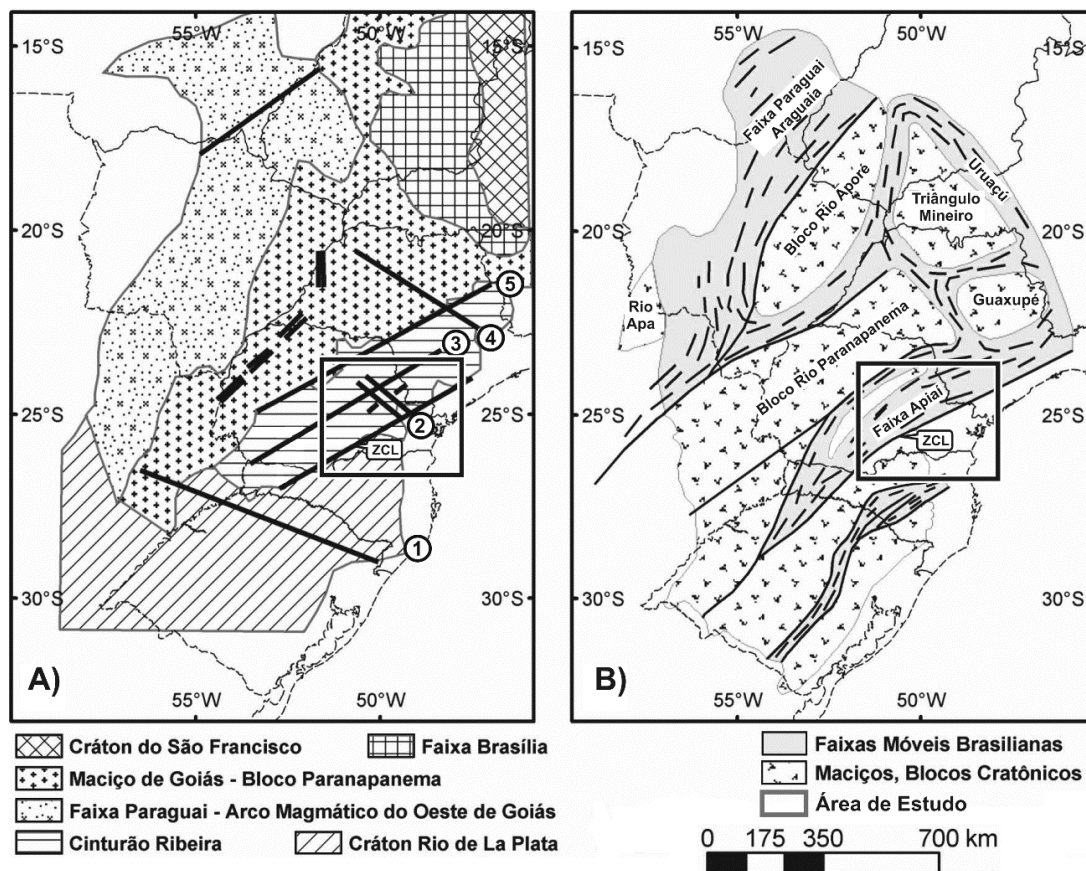 55°W
50°W
15°S
15°S
20°S
20°S
5
3
4
25°S
2
ZCL
1
30°S
30°S
A)
55°W
50°W
55°W
50°W
15°S
Faixa Paraguai
Araguaia
Bloco Rio Aporé
Uruaçú
Triângulo
Mineiro
20°S
Rio
Apa
Guaxupé
Bloco Rio Paranapanema
Faixa Apiaí
25°S
25°S
ZCL
30°S
B)
55°W
50°W
Cráton do São Francisco
Faixa Brasília
Maciço de Goiás - Bloco Paranapanema
Faixa Paraguai - Arco Magmático do Oeste de Goiás
Cinturão Ribeira
Cráton Rio de La Plata
Faixas Móveis Brasilianas
Maciços, Blocos Cratônicos
Área de Estudo
0 175 350 700 km